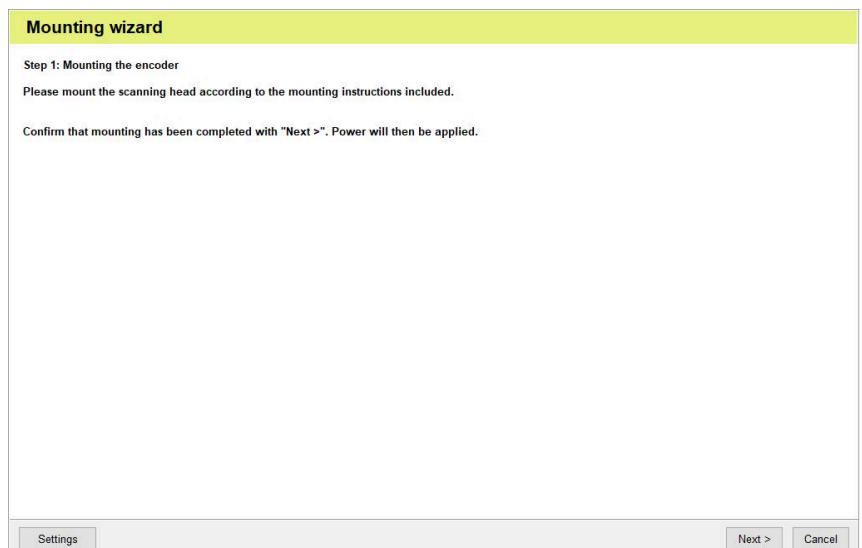 Mounting wizard
Step 1: Mounting the encoder
Please mount the scanning head according to the mounting instructions included.
Confirm that mounting has been completed with "Next >". Power will then be applied.
Settings Next > Cancel